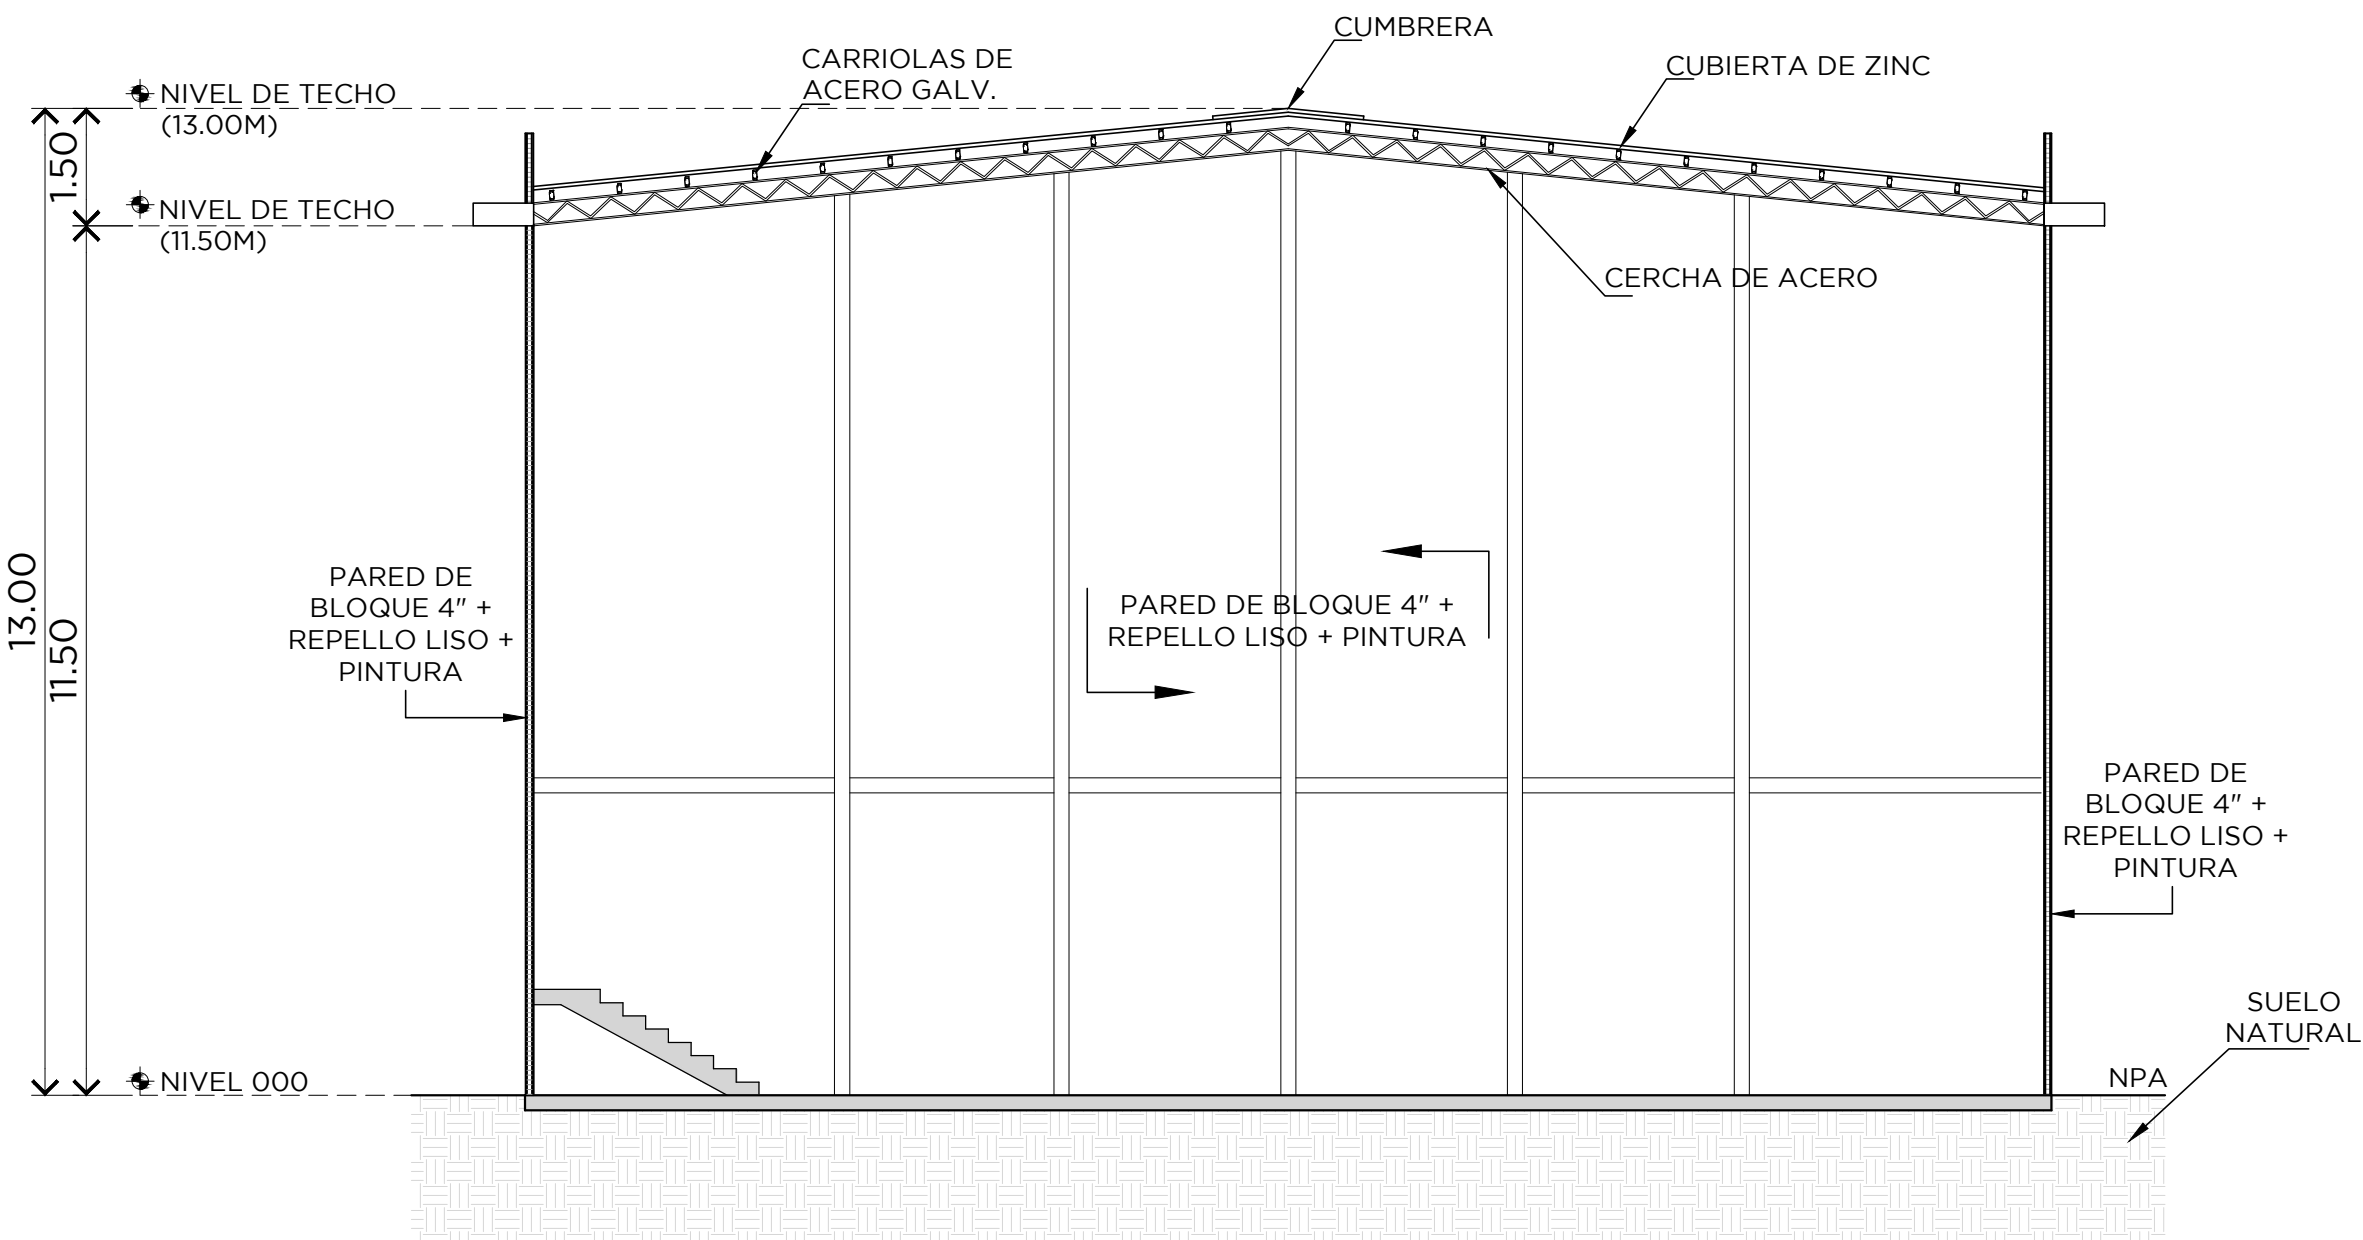 CUMBRERA
CARRIOLAS DE
ACERO GALV.
CUBIERTA DE ZINC
NIVEL DE TECHO
(13.00M)
1.50
NIVEL DE TECHO
(11.50M)
CERCHA DE ACERO
13.00
11.50
PARED DE
BLOQUE 4" +
REPELLO LISO +
PINTURA
PARED DE BLOQUE 4" +
REPELLO LISO + PINTURA
PARED DE
BLOQUE 4" +
REPELLO LISO +
PINTURA
SUELO
NATURAL
NIVEL 000
NPA